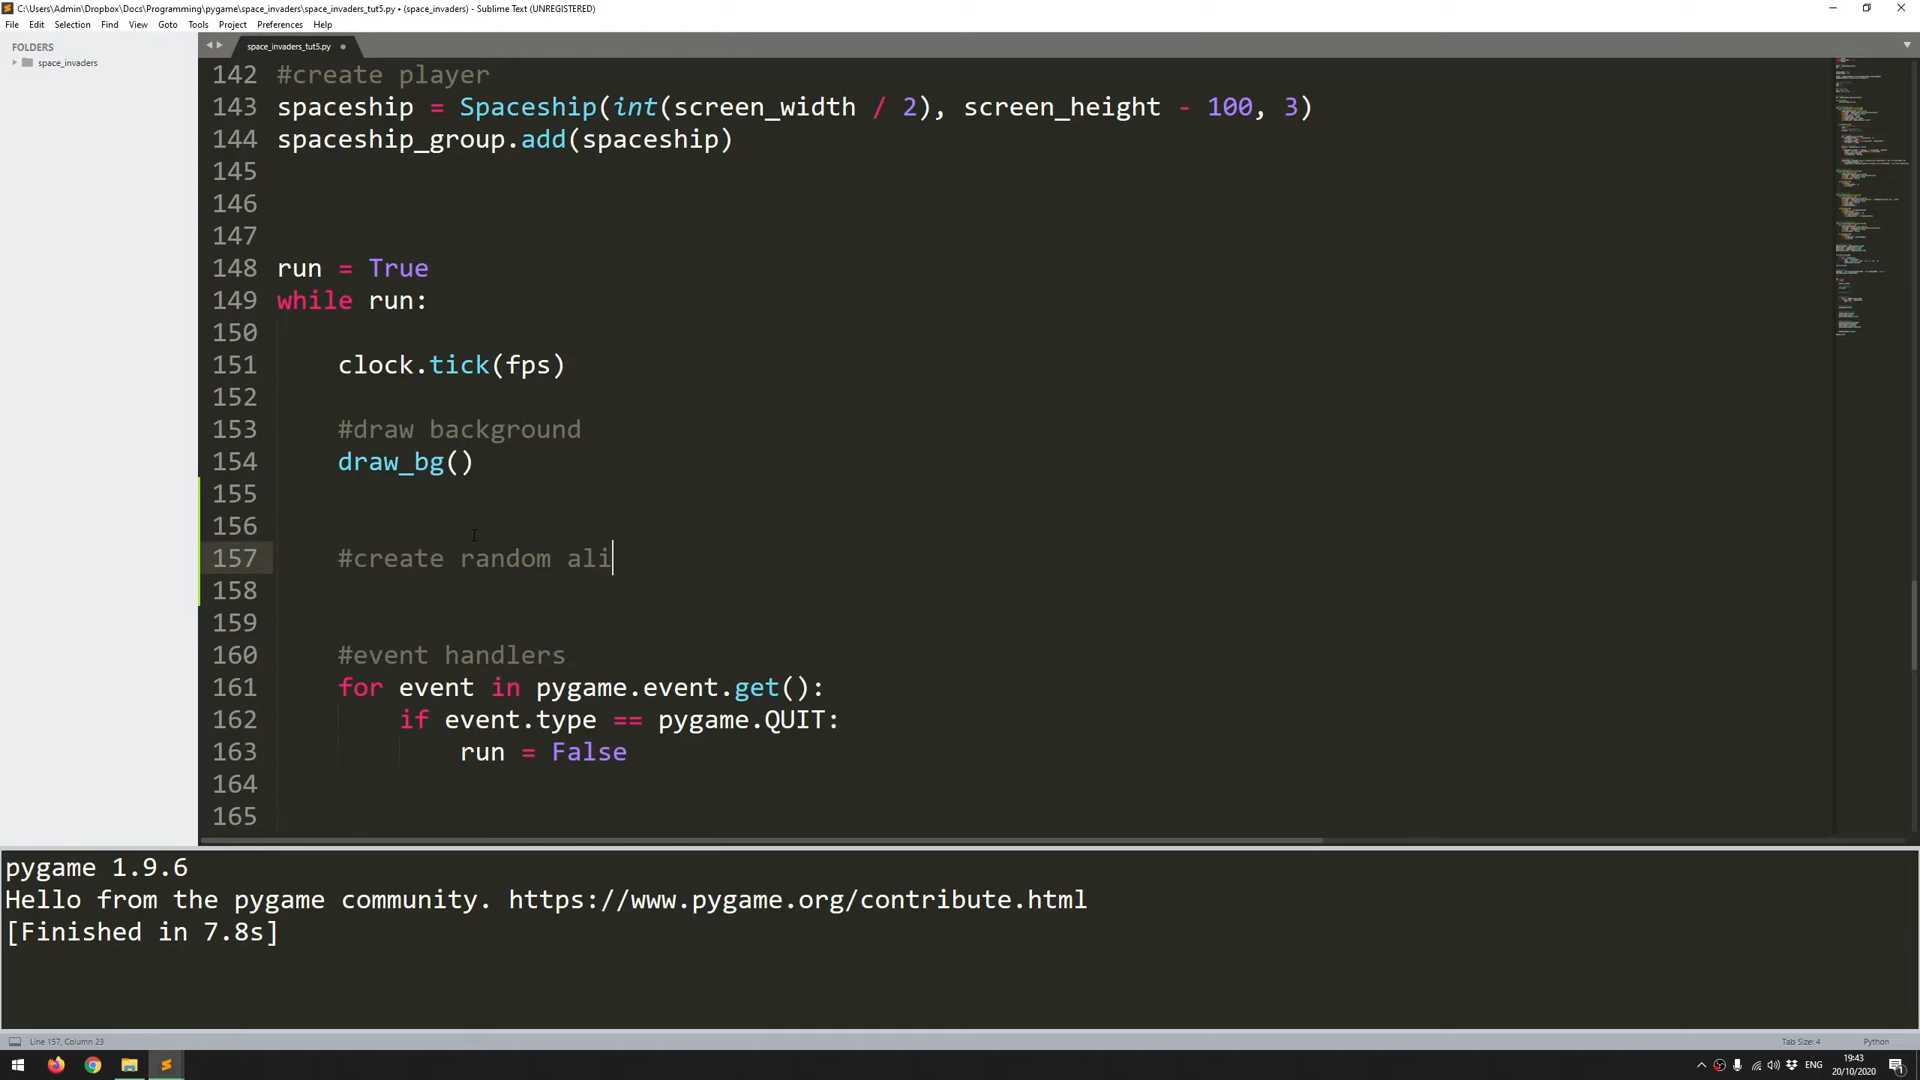 C:\Users\Admin\Dropbox\Docs\Programming\pygame\space_invaders\space_invaders_tut5.py • (space_invaders) - Sublime Text (UNREGISTERED)
File Edit Selection Find View Goto Tools Project Preferences Help
FOLDERS
space_invaders
space_invaders_tut5.py
142 #create player
143 spaceship = Spaceship(int(screen_width / 2), screen_height - 100, 3)
144 spaceship_group.add(spaceship)
145
146
147
148 run = True
149 while run:
150
151 clock.tick(fps)
152
153 #draw background
154 draw_bg()
155
156
157 #create random ali
158
159
160 #event handlers
161 for event in pygame.event.get():
162 if event.type == pygame.QUIT:
163 run = False
164
165
pygame 1.9.6
Hello from the pygame community. https://www.pygame.org/contribute.html
[Finished in 7.8s]
Line 157, Column 23
Tab Size: 4
Python
ENG
19:43
20/10/2020